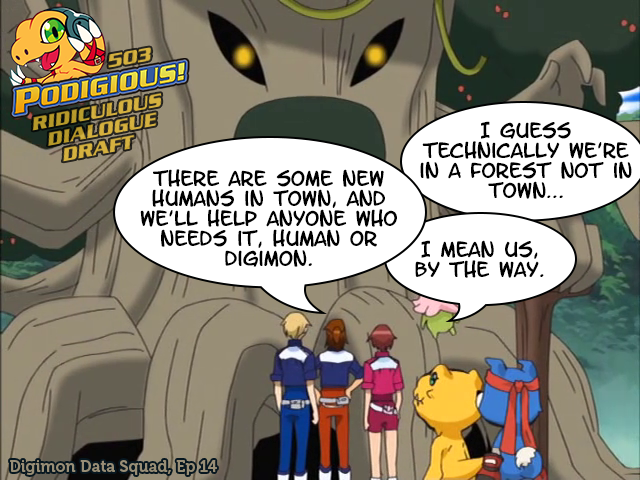 503
PODIGIOUS!
RIDICULOUS
DIALOGUE
DRAFT
I GUESS
TECHNICALLY WE'RE
IN A FOREST NOT IN
TOWN...
THERE ARE SOME NEW
HUMANS IN TOWN, AND
WE'LL HELP ANYONE WHO
NEEDS IT, HUMAN OR
DIGIMON.
I MEAN US,
BY THE WAY.
Digimon Data Squad, Ep 14